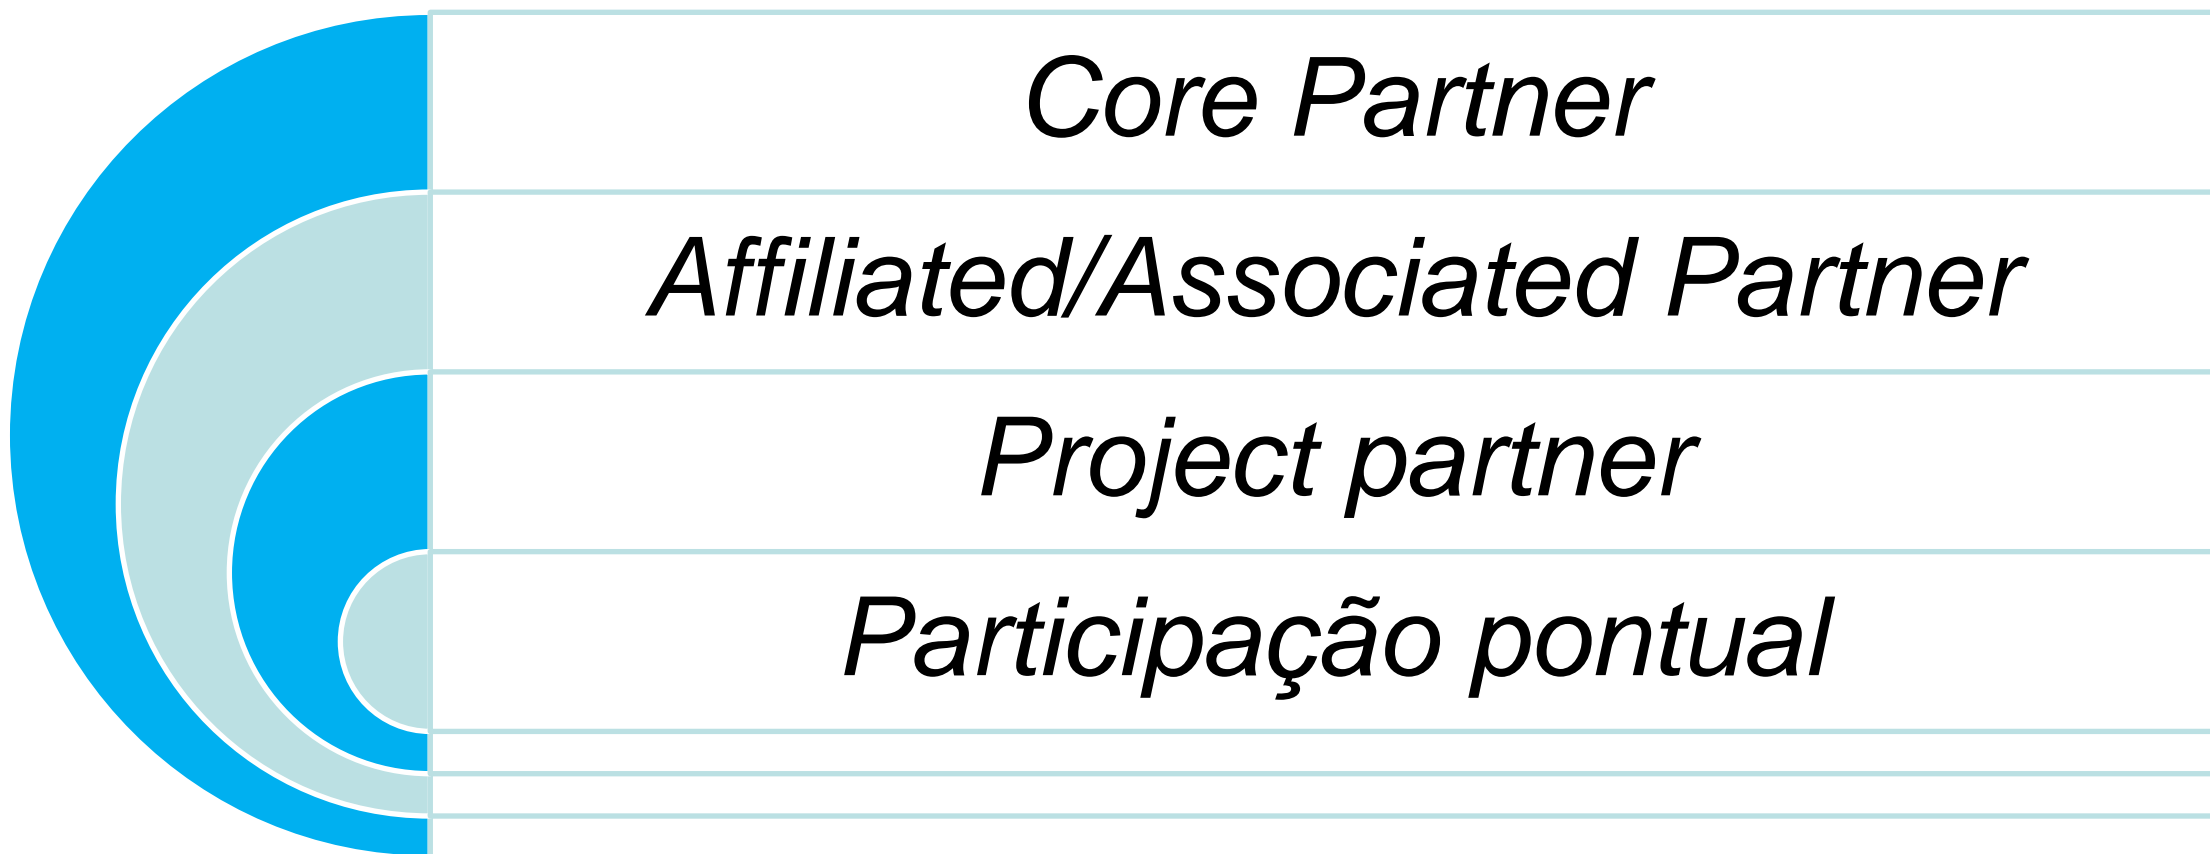 Core Partner
Affiliated/Associated Partner
Project partner
Participação pontual